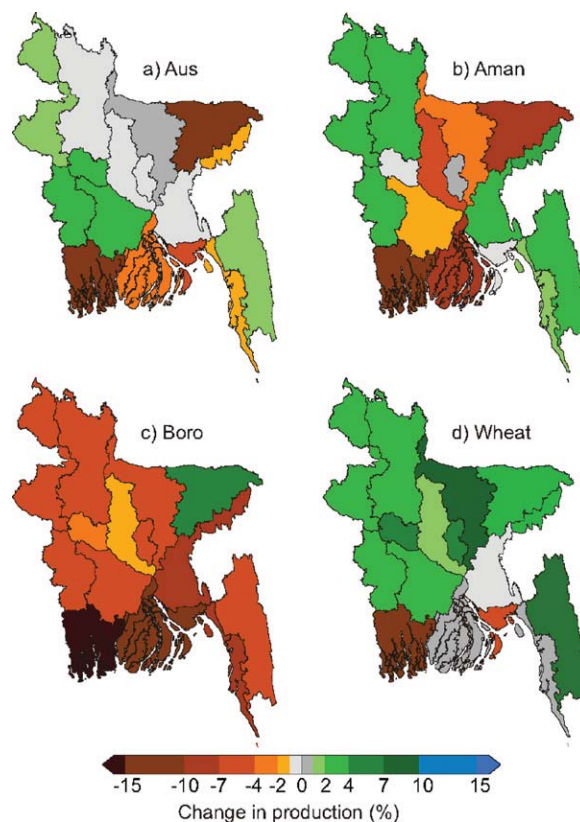 a) Aus
b) Aman
c) Boro
d) Wheat
-15 -10 -7 -4 -2 0 2 4 7 10 15
Change in production (%)